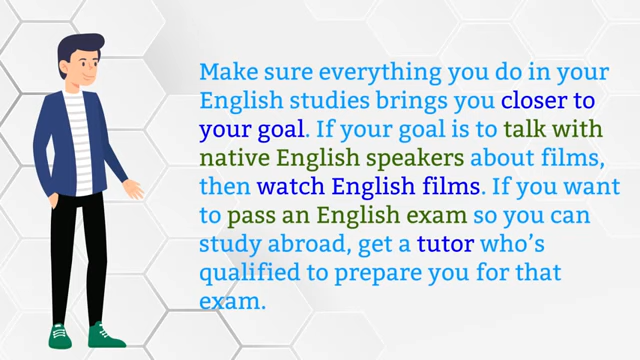 Make sure everything you do in your
English studies brings you closer to
your goal. If your goal is to talk with
native English speakers about films,
then watch English films. If you want
to pass an English exam so you can
study abroad, get a tutor who’s
qualified to prepare you for that
exam.